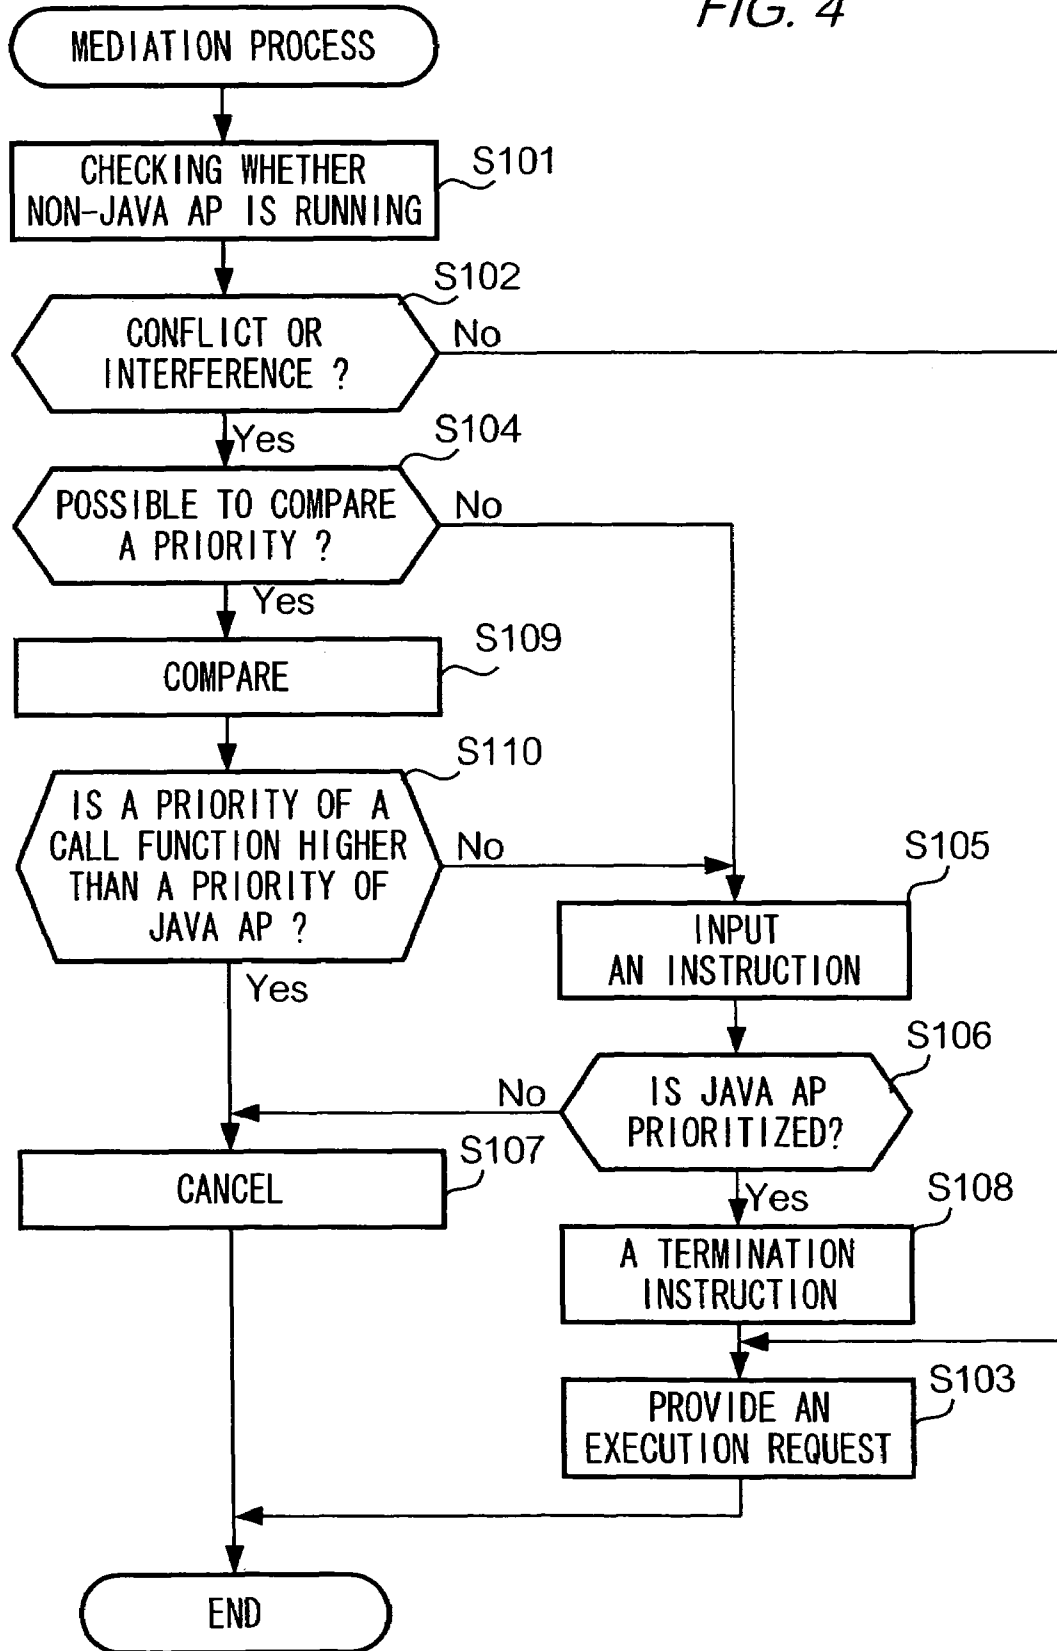 FIG. 4
MEDIATION PROCESS
CHECKING WHETHER
NON-JAVA AP IS RUNNING
S101
S102
CONFLICT OR
INTERFERENCE ?
No
Yes
S104
POSSIBLE TO COMPARE
A PRIORITY ?
No
Yes
S109
COMPARE
S110
IS A PRIORITY OF A
CALL FUNCTION HIGHER
THAN A PRIORITY OF
JAVA AP ?
No
Yes
S105
INPUT
AN INSTRUCTION
S106
IS JAVA AP
PRIORITIZED?
No
Yes
S107
CANCEL
S108
A TERMINATION
INSTRUCTION
S103
PROVIDE AN
EXECUTION REQUEST
END